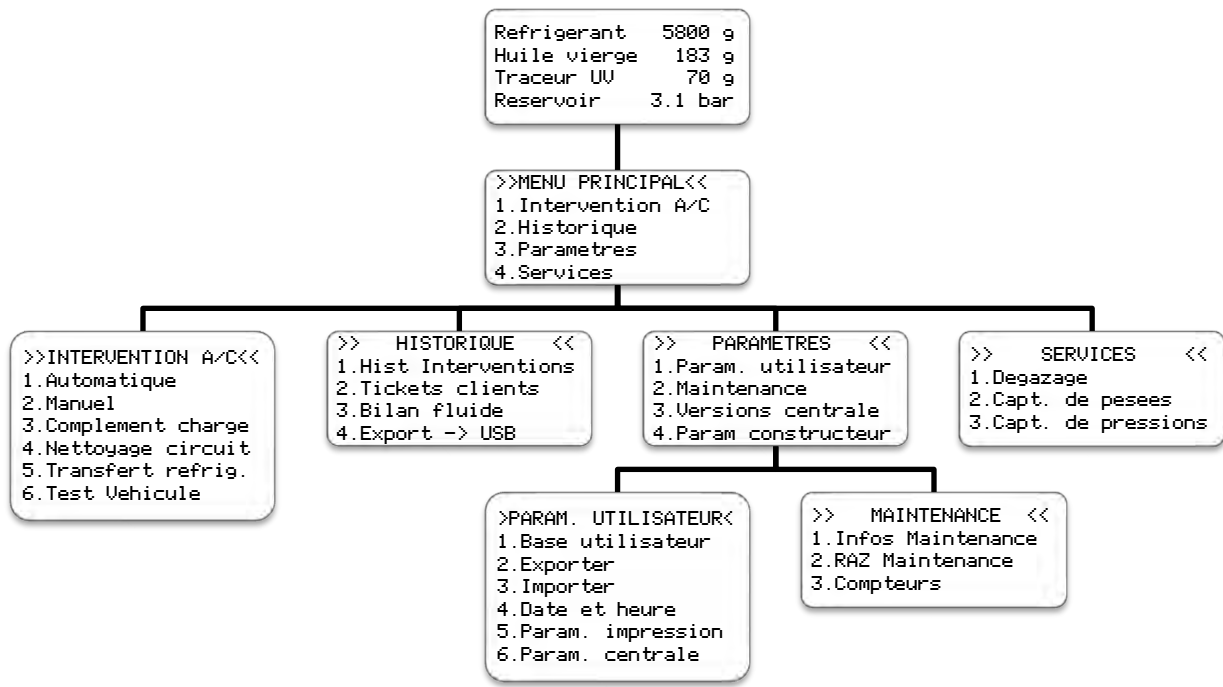 Refrigerant 5800 g
Huile vierge 183 g
Traceur UV 70 g
Reservoir 3.1 bar
>>MENU PRINCIPAL<<
1.Intervention A/C
2.Historique
3.Parametres
4.Services
>>INTERVENTION A/C<<
1.Automatique
2.Manuel
3.Complement charge
4.Nettoyage circuit
5.Transfert refrig.
6.Test Vehicule
>> HISTORIQUE <<
1.Hist Interventions
2.Tickets clients
3.Bilan fluide
4.Export -> USB
>> PARAMETRES <<
1.Param. utilisateur
2.Maintenance
3.Versions centrale
4.Param constructeur
>> SERVICES <<
1.Degazage
2.Capt. de pesees
3.Capt. de pressions
>PARAM. UTILISATEUR<
1.Base utilisateur
2.Exporter
3.Importer
4.Date et heure
5.Param. impression
6.Param. centrale
>> MAINTENANCE <<
1.Infos Maintenance
2.RAZ Maintenance
3.Compteurs